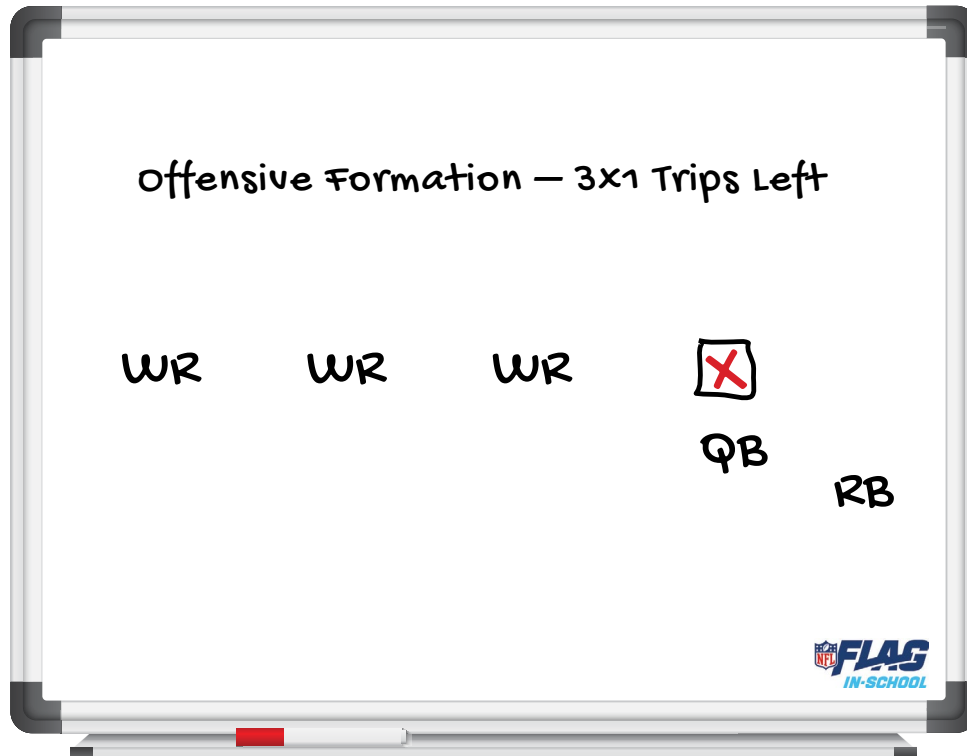 Offensive Formation — 3x1 Trips Left
WR WR WR X
QB
RB
NFL FLAG
IN-SCHOOL